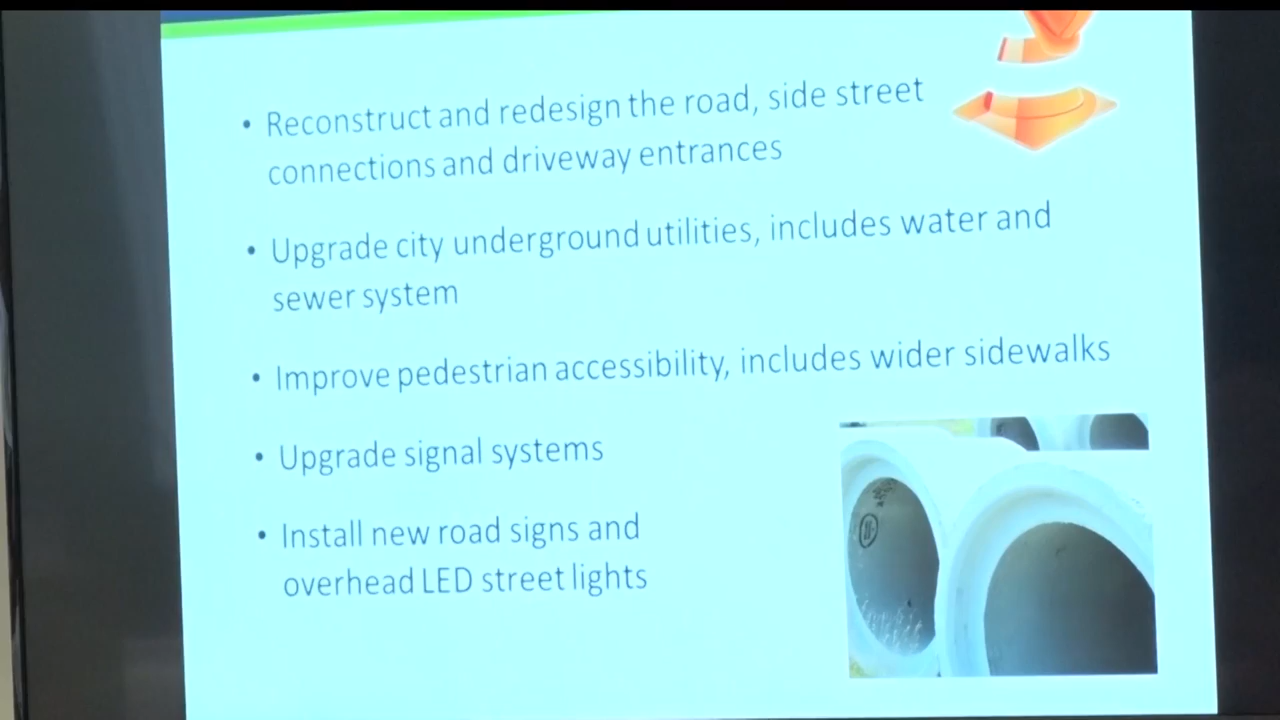 • Reconstruct and redesign the road, side street
connections and driveway entrances
• Upgrade city underground utilities, includes water and
sewer system
• Improve pedestrian accessibility, includes wider sidewalks
• Upgrade signal systems
• Install new road signs and
overhead LED street lights